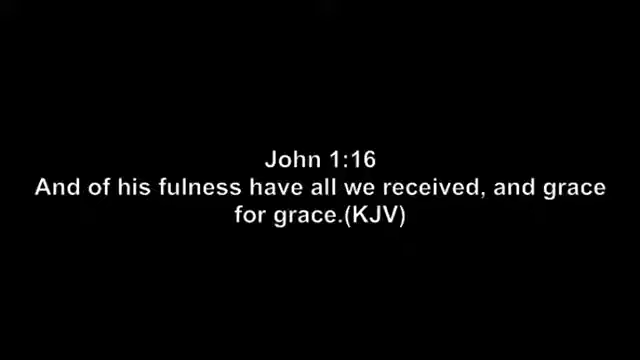 John 1:16
And of his fulness have all we received, and grace
for grace.(KJV)